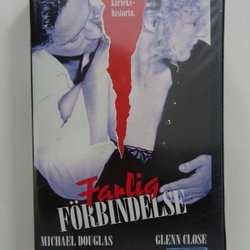 kärleks-
historia.
Farlig
FÖRBINDELSE
MICHAEL DOUGLAS GLENN CLOSE